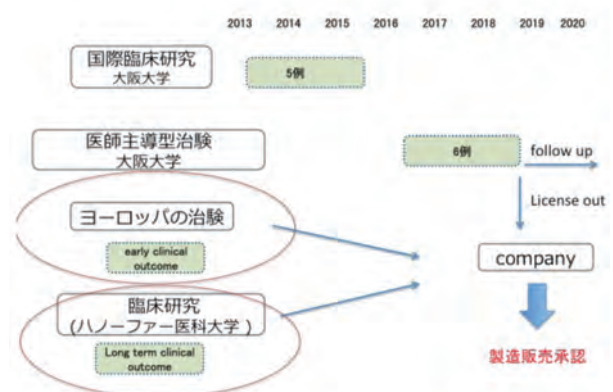 2013 2014 2015 2016 2017 2018 2019 2020
国際臨床研究
大阪大学
5例
医師主導型治験
大阪大学
6例
follow up
License out
ヨーロッパの治験
early clinical
outcome
company
臨床研究
(ハノーファー医科大学 )
Long term clinical
outcome
製造販売承認